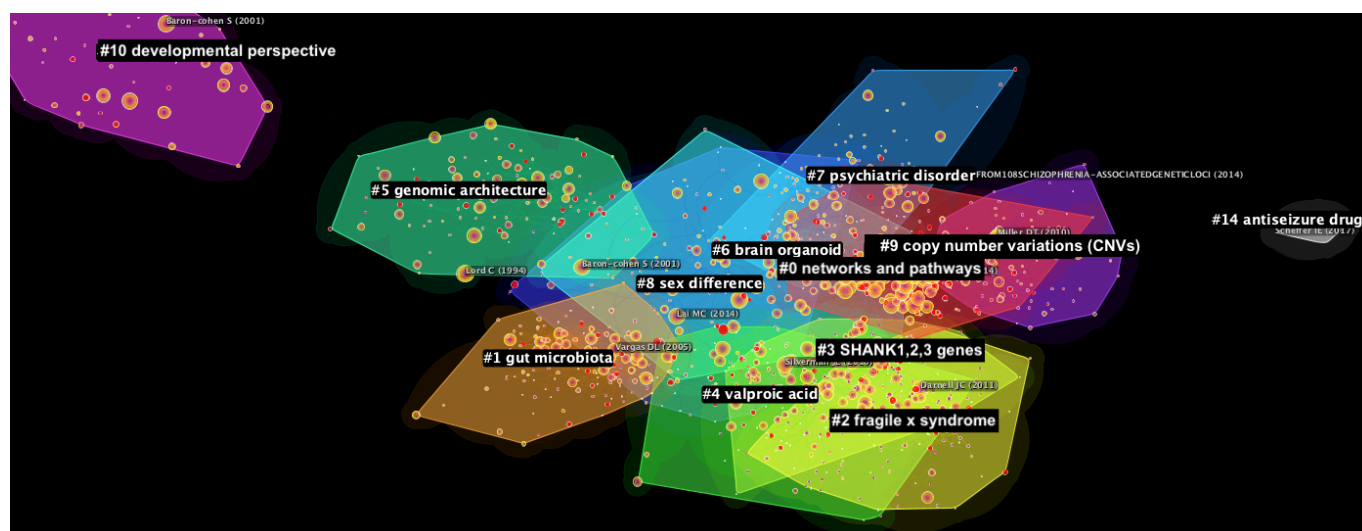 Baron-cohen S (2001)
#10 developmental perspective
#7 psychiatric disorder
FROM108SCHIZOPHRENIA-ASSOCIATEDGENETICLOCI (2014)
#5 genomic architecture
#14 antiseizure drug
Scheffer IE (2017)
Miller DT (2010)
#9 copy number variations (CNVs)
#6 brain organoid
Baron-cohen S (2001)
#0 networks and pathways
Lord C (1994)
#8 sex difference
Lai MC (2014)
Vargas DL (2005)
#3 SHANK1,2,3 genes
#1 gut microbiota
Darnell JC (2011
#4 valproic acid
#2 fragile x syndrome